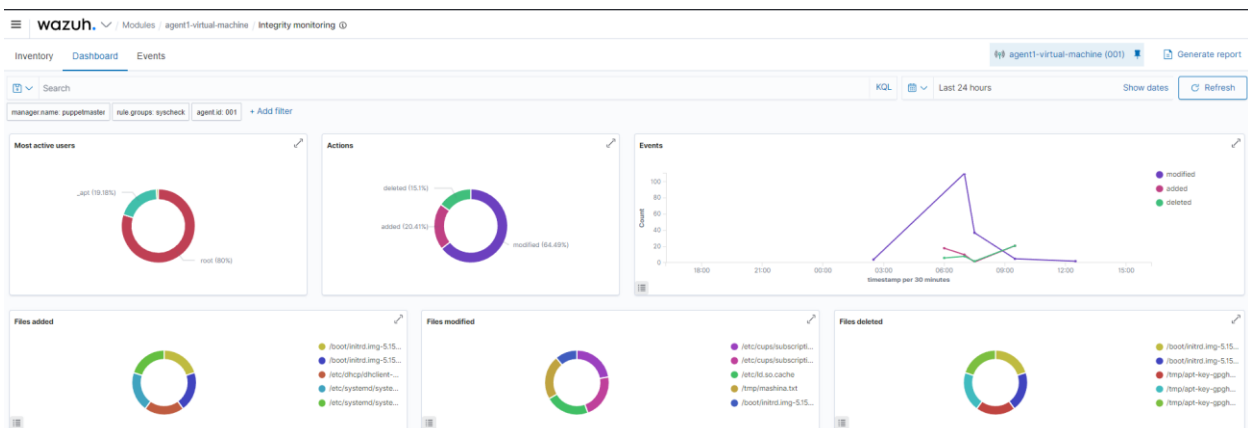 wazuh. / Modules / agent1-virtual-machine / Integrity monitoring
Inventory Dashboard Events agent1-virtual-machine (001) Generate report
Search KQL Last 24 hours Show dates Refresh
manager.name: puppetmaster rule.groups: syscheck agent.id: 001 + Add filter
Most active users
_apt (19.18%)
root (80%)
Actions
deleted (15.1%)
added (20.41%)
modified (64.49%)
Events
Count
100
80
60
40
20
0
18:00 21:00 00:00 03:00 06:00 09:00 12:00 15:00
timestamp per 30 minutes
modified
added
deleted
Files added
/boot/initrd.img-5.15...
/boot/initrd.img-5.15...
/etc/dhcp/dhclient-...
/etc/systemd/syste...
/etc/systemd/syste...
Files modified
/etc/cups/subscripti...
/etc/cups/subscripti...
/etc/ld.so.cache
/tmp/mashina.txt
/boot/initrd.img-5.15...
Files deleted
/boot/initrd.img-5.15...
/boot/initrd.img-5.15...
/tmp/apt-key-gpgh...
/tmp/apt-key-gpgh...
/tmp/apt-key-gpgh...